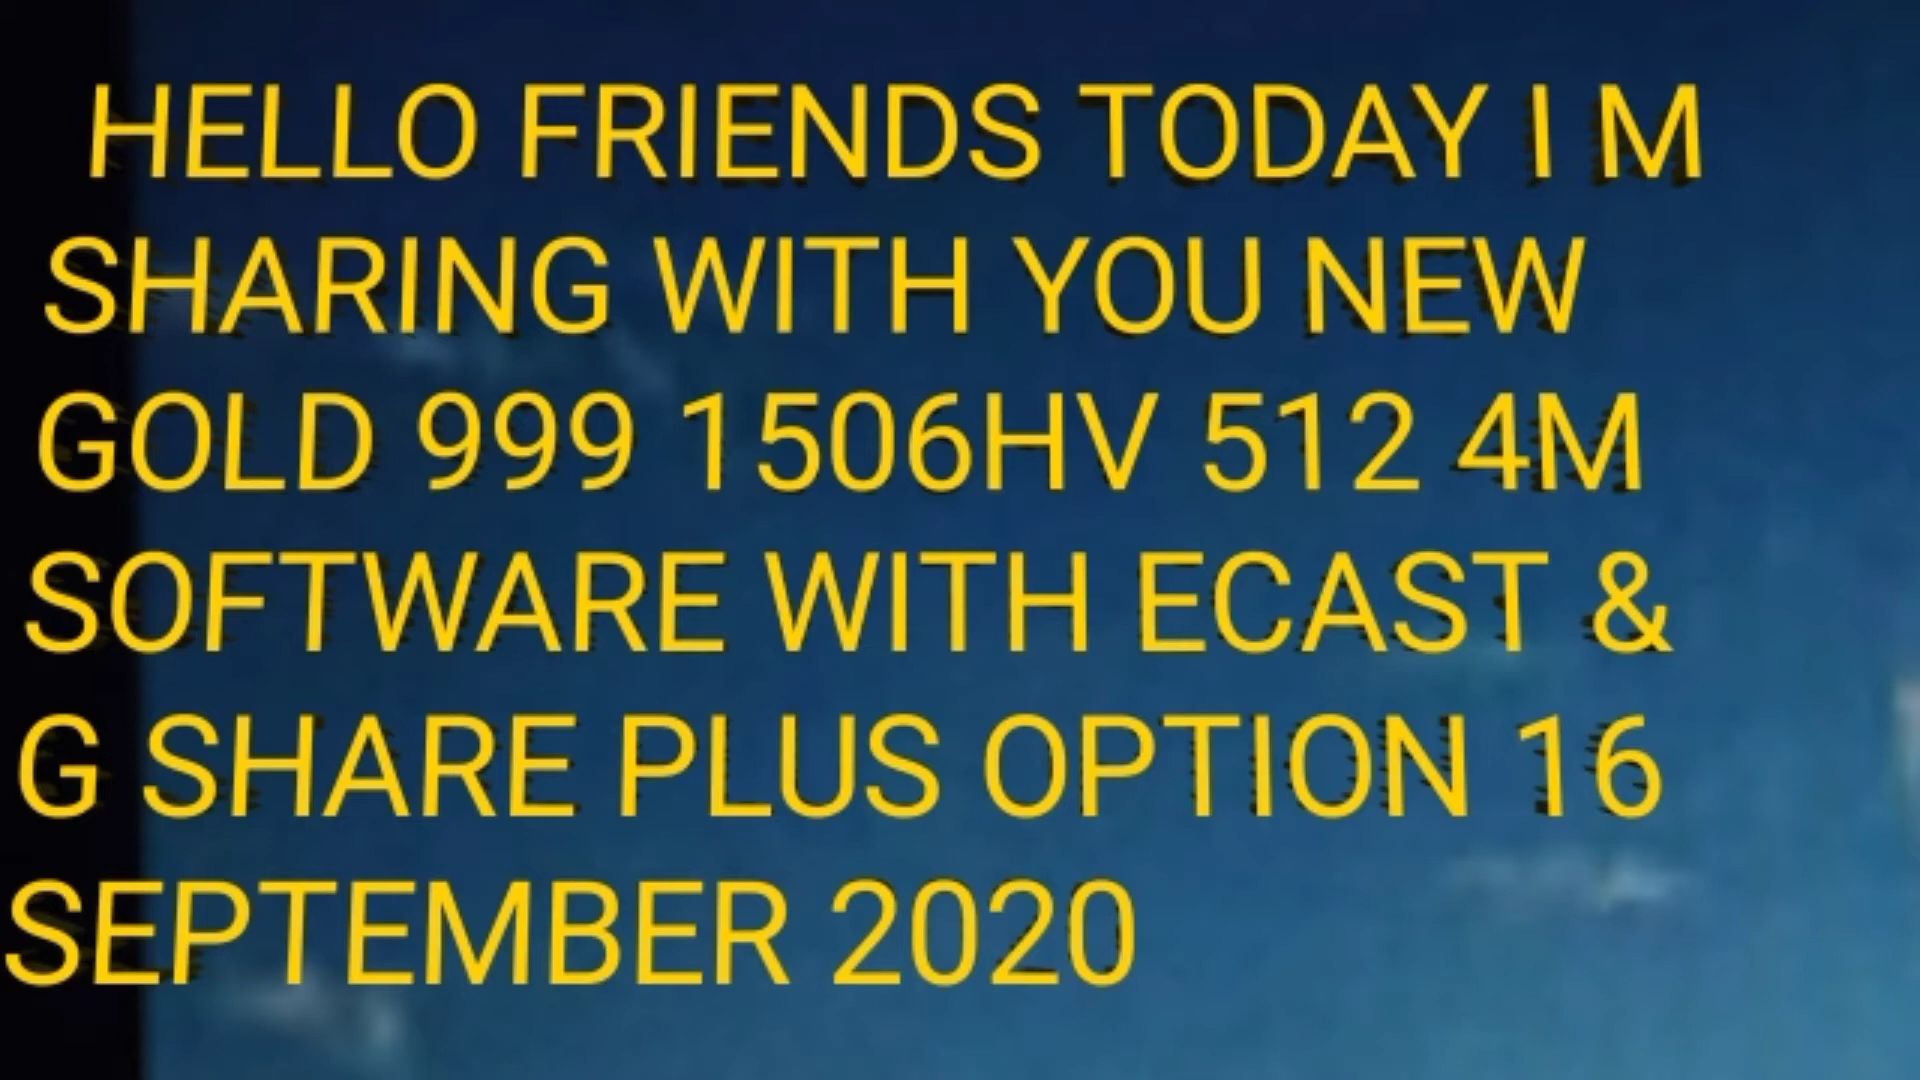 HELLO FRIENDS TODAY I M
SHARING WITH YOU NEW
GOLD 999 1506HV 512 4M
SOFTWARE WITH ECAST &
G SHARE PLUS OPTION 16
SEPTEMBER 2020